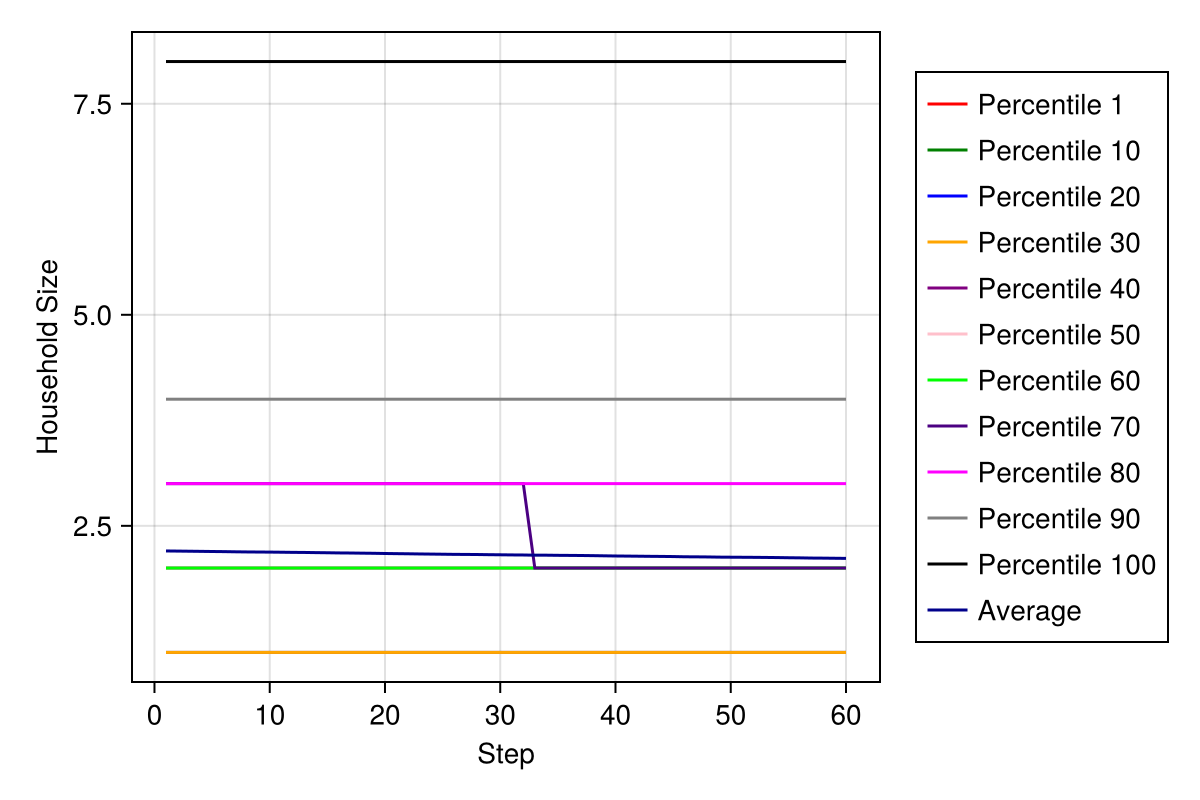 7.5
5.0
2.5
Household Size
0 10 20 30 40 50 60
Step
Percentile 1
Percentile 10
Percentile 20
Percentile 30
Percentile 40
Percentile 50
Percentile 60
Percentile 70
Percentile 80
Percentile 90
Percentile 100
Average